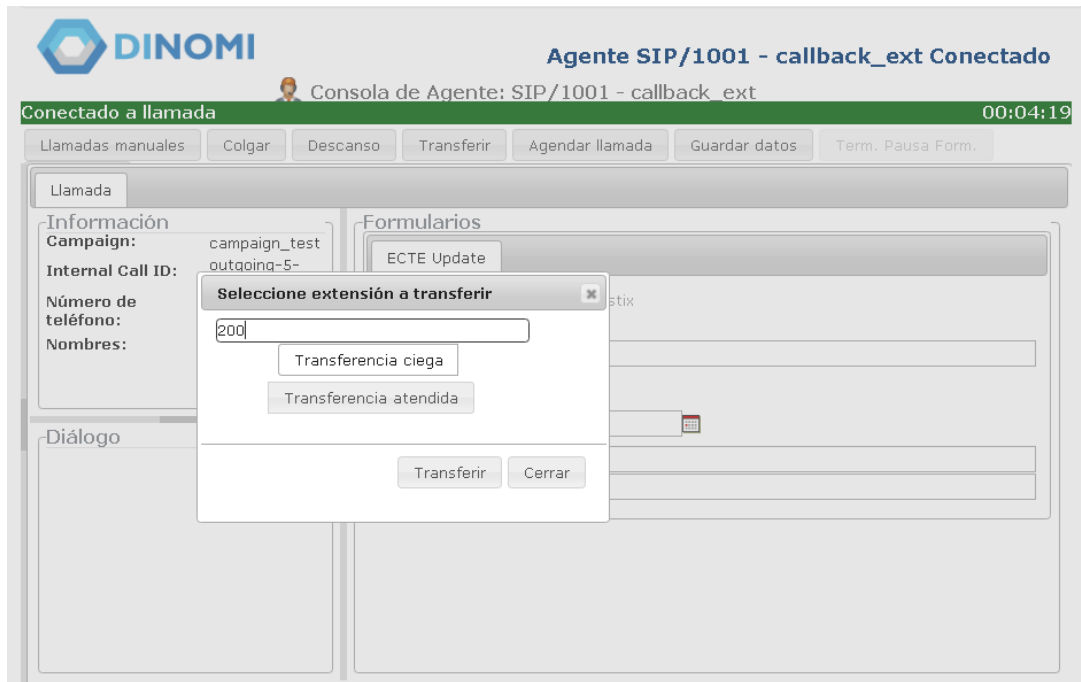 DINOMI
Agente SIP/1001 - callback_ext Conectado
Consola de Agente: SIP/1001 - callback_ext
Conectado a llamada 00:04:19
Llamadas manuales Colgar Descanso Transferir Agendar llamada Guardar datos Term. Pausa Form.
Llamada
Información
Campaign: campaign_test
Internal Call ID: outgoing-5-
Número de teléfono:
Nombres:
Diálogo
Formularios
ECTE Update
stix
Seleccione extensión a transferir
200
Transferencia ciega
Transferencia atendida
Transferir Cerrar